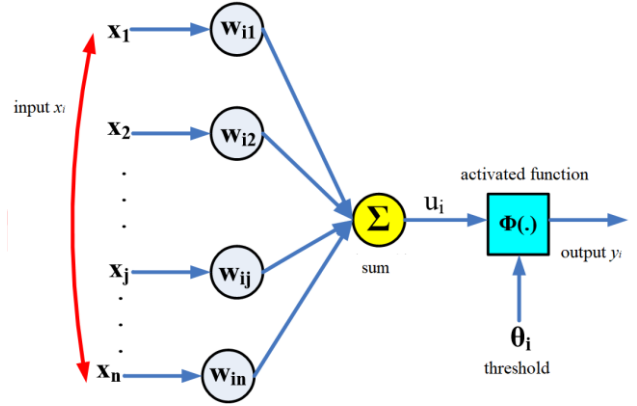 x1
wi1
input xi
x2
wi2
.
.
.
.
activated function
ui
Σ
Φ(.)
sum
output yi
xj
wij
.
.
.
.
θi
threshold
xn
win